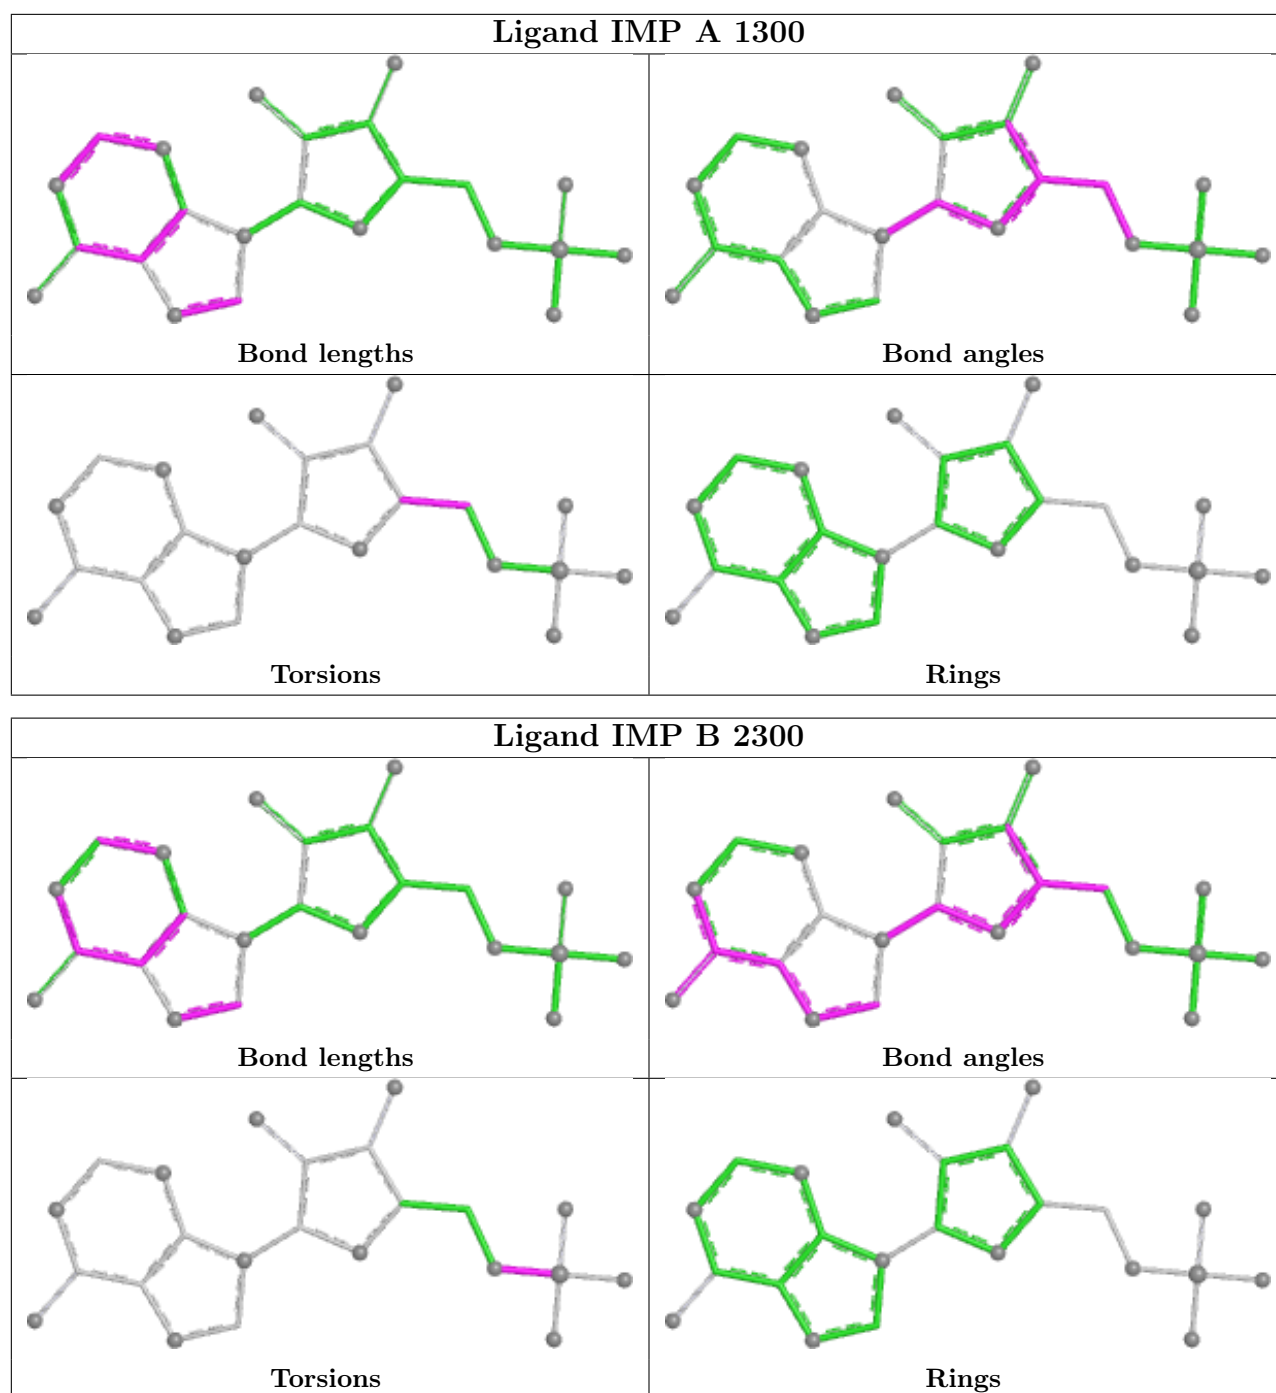 Ligand IMP A 1300
Bond lengths
Bond angles
Torsions
Rings
Ligand IMP B 2300
Bond lengths
Bond angles
Torsions
Rings